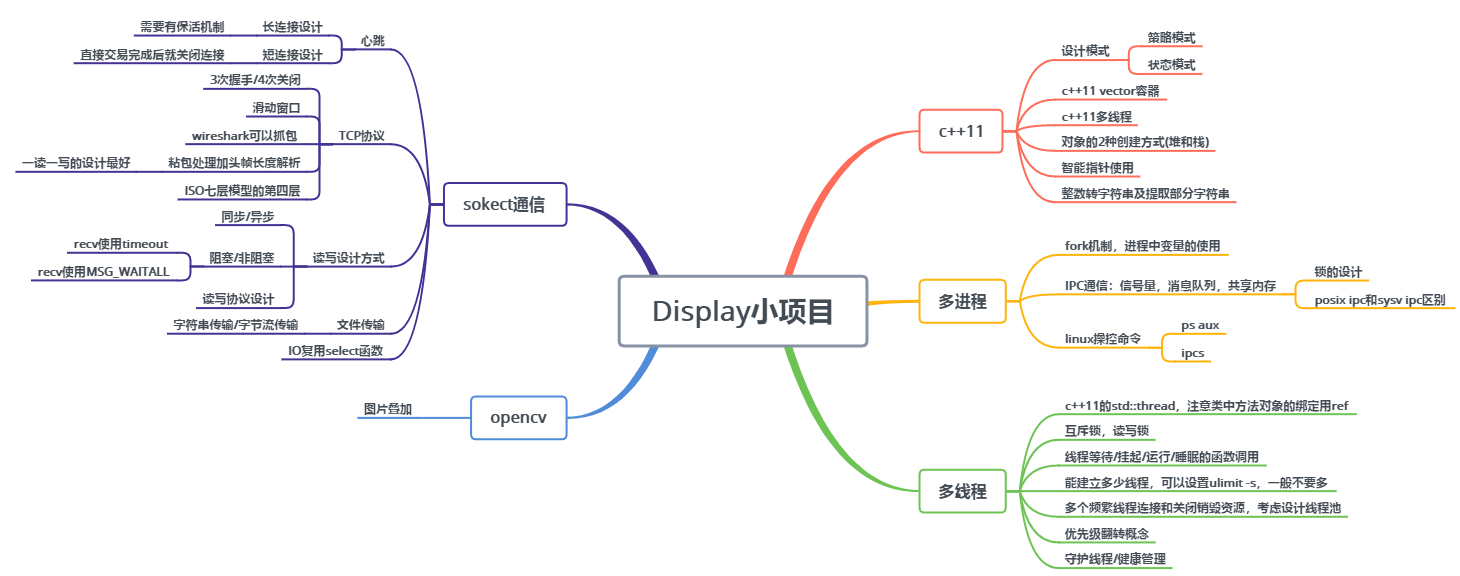 Display小项目
c++11
设计模式
策略模式
状态模式
c++11 vector容器
c++11多线程
对象的2种创建方式(堆和栈)
智能指针使用
整数转字符串及提取部分字符串
多进程
fork机制，进程中变量的使用
IPC通信：信号量，消息队列，共享内存
锁的设计
posix ipc和sysv ipc区别
linux操控命令
ps aux
ipcs
多线程
c++11的std::thread，注意类中方法对象的绑定用ref
互斥锁，读写锁
线程等待/挂起/运行/睡眠的函数调用
能建立多少线程，可以设置ulimit -s，一般不要多
多个频繁线程连接和关闭销毁资源，考虑设计线程池
优先级翻转概念
守护线程/健康管理
sokect通信
心跳
长连接设计
需要有保活机制
短连接设计
直接交易完成后就关闭连接
TCP协议
3次握手/4次关闭
滑动窗口
wireshark可以抓包
粘包处理加头帧长度解析
一读一写的设计最好
ISO七层模型的第四层
读写设计方式
同步/异步
阻塞/非阻塞
recv使用timeout
recv使用MSG_WAITALL
读写协议设计
文件传输
字符串传输/字节流传输
IO复用select函数
opencv
图片叠加